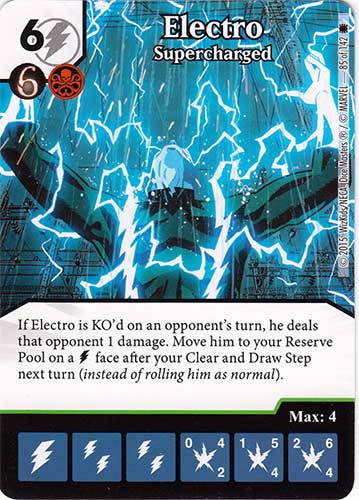 6
Electro
Supercharged
6
85 of 142
© MARVEL
© 2015 Wizkids/NECA, Dice Masters ® /
If Electro is KO'd on an opponent's turn, he deals
that opponent 1 damage. Move him to your Reserve
Pool on a face after your Clear and Draw Step
next turn (instead of rolling him as normal).
Max: 4
0 4 2
1 5 4
2 6 4